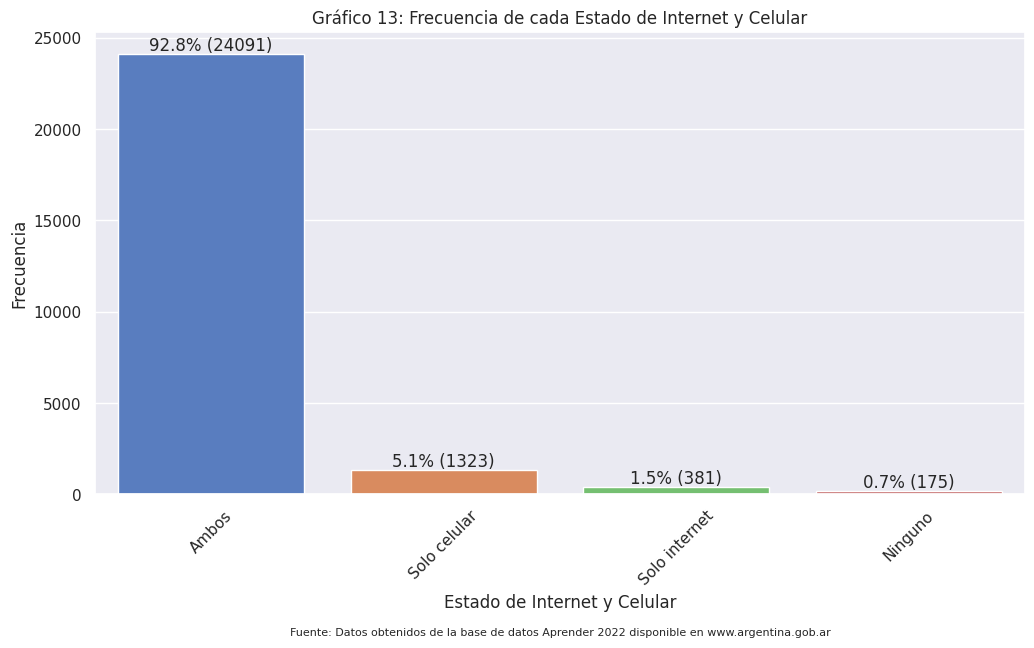 Gráfico 13: Frecuencia de cada Estado de Internet y Celular
25000
20000
15000
10000
5000
0
Frecuencia
92.8% (24091)
5.1% (1323)
1.5% (381)
0.7% (175)
Ambos
Solo celular
Solo internet
Ninguno
Estado de Internet y Celular
Fuente: Datos obtenidos de la base de datos Aprender 2022 disponible en www.argentina.gob.ar